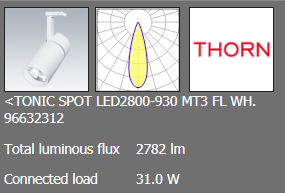 THORN
<TONIC SPOT LED2800-930 MT3 FL WH.
96632312
Total luminous flux 2782 lm
Connected load 31.0 W